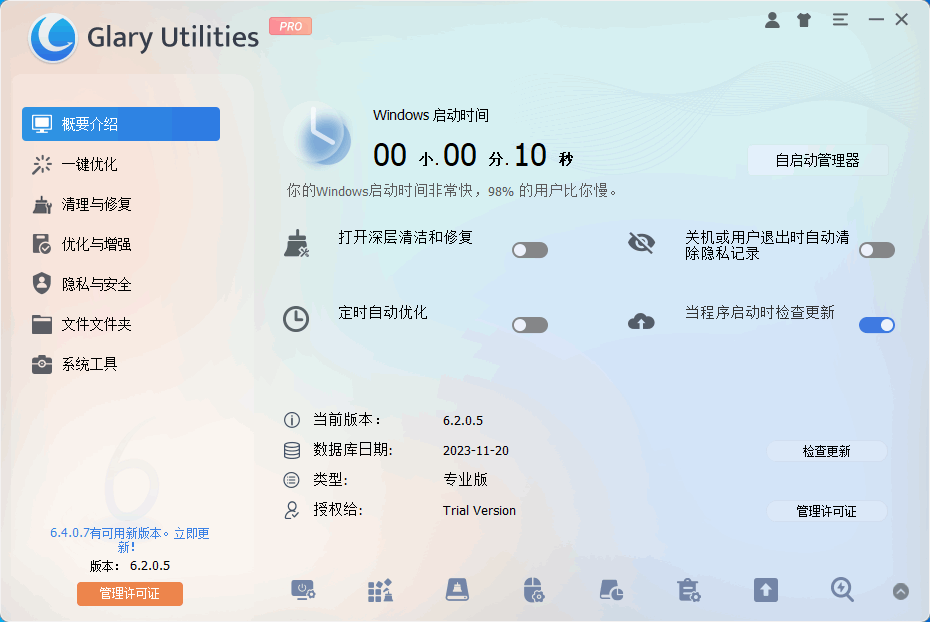 Glary Utilities PRO
概要介绍
一键优化
清理与修复
优化与增强
隐私与安全
文件文件夹
系统工具
6
6.4.0.7有可用新版本。立即更
新!
版本: 6.2.0.5
管理许可证
Windows 启动时间
00 小. 00 分. 10 秒
自启动管理器
你的Windows启动时间非常快，98% 的用户比你慢。
打开深层清洁和修复
关机或用户退出时自动清
除隐私记录
定时自动优化
当程序启动时检查更新
当前版本： 6.2.0.5
数据库日期: 2023-11-20
检查更新
类型: 专业版
授权给: Trial Version
管理许可证